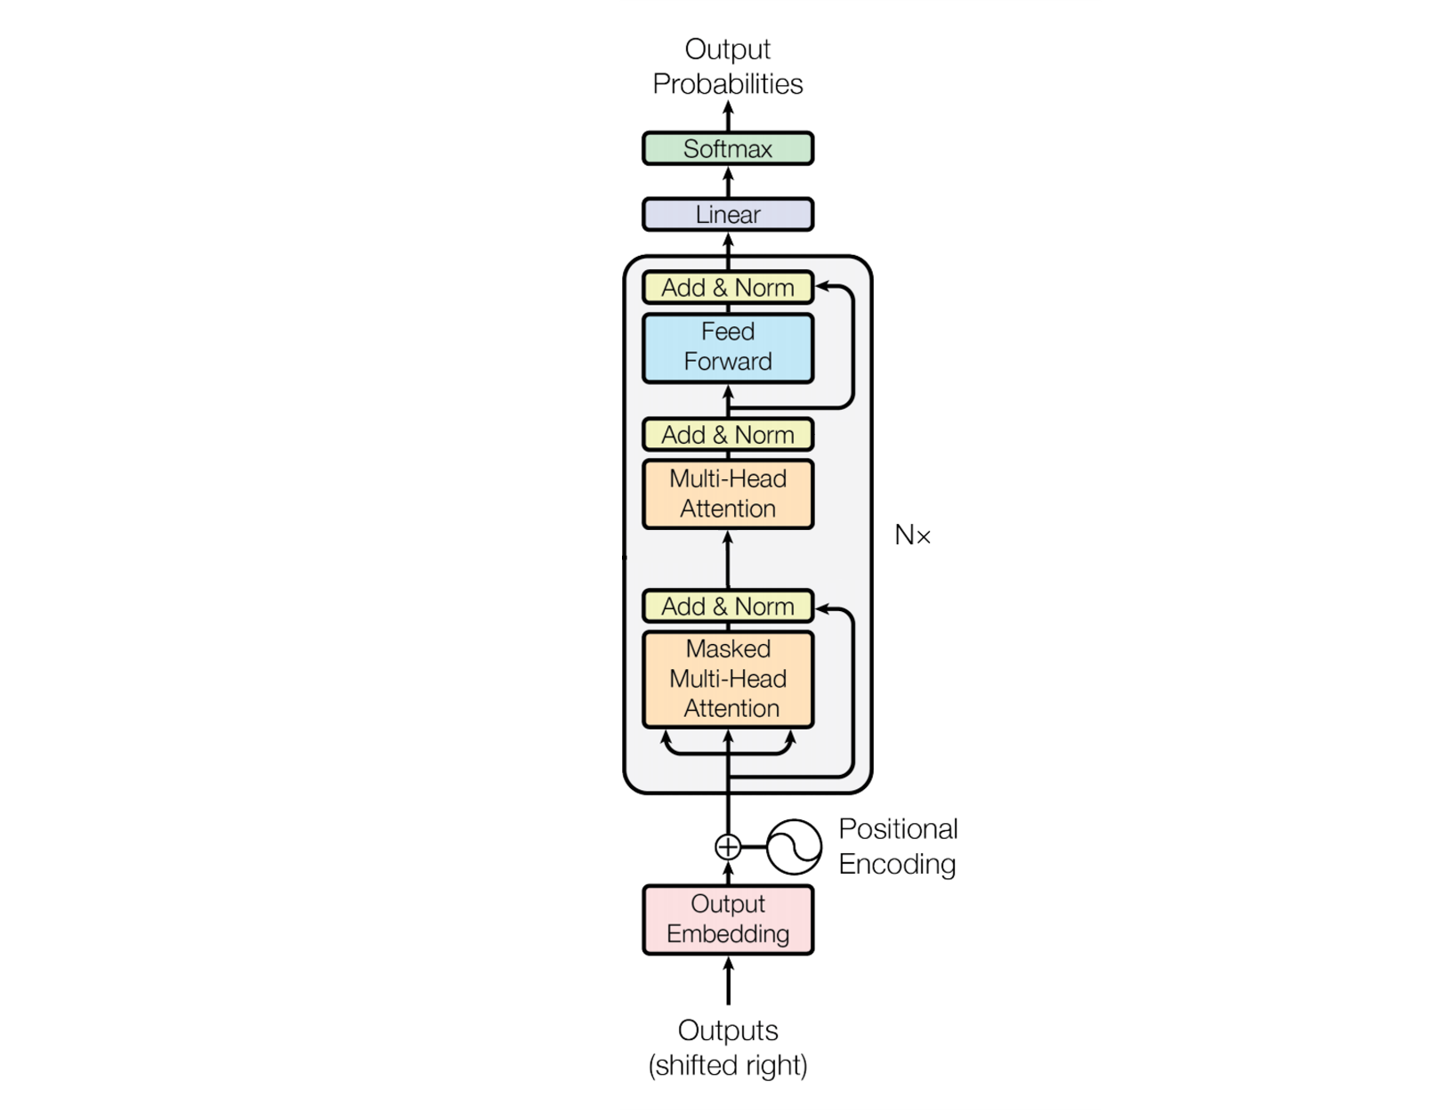 Output
Probabilities
Softmax
Linear
Add & Norm
Feed
Forward
Add & Norm
Multi-Head
Attention
N×
Add & Norm
Masked
Multi-Head
Attention
Positional
Encoding
Output
Embedding
Outputs
(shifted right)